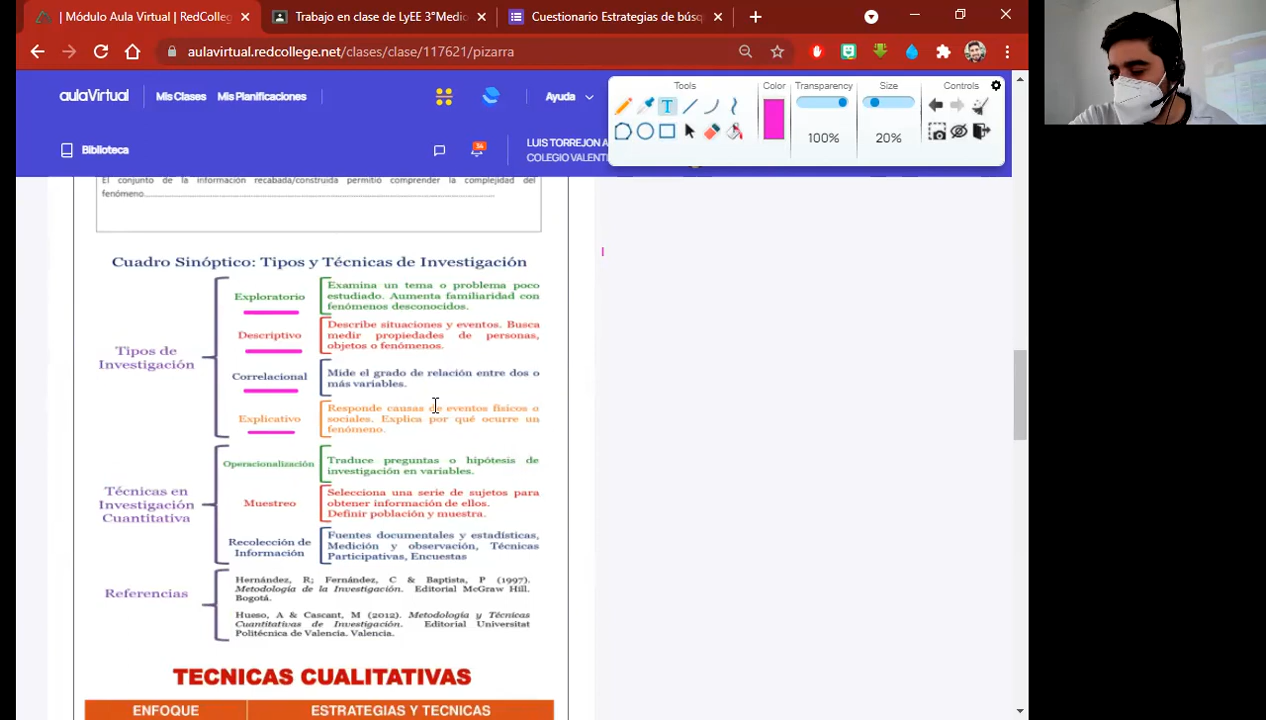 | Módulo Aula Virtual | RedColleg
Trabajo en clase de LyEE 3°Medio
Cuestionario Estrategias de búsq
aulavirtual.redcollege.net/clases/clase/117621/pizarra
aulaVirtual
Mis Clases
Mis Planificaciones
Ayuda
Biblioteca
LUIS TORREJON A
COLEGIO VALENTI
Tools
Color
Transparency
Size
Controls
100%
20%
El conjunto de la información recabada/construida permitió comprender la complejidad del
fenómeno
Cuadro Sinóptico: Tipos y Técnicas de Investigación
Tipos de
Investigación
Exploratorio
Examina un tema o problema poco
estudiado. Aumenta familiaridad con
fenómenos desconocidos.
Descriptivo
Describe situaciones y eventos. Busca
medir propiedades de personas,
objetos o fenómenos.
Correlacional
Mide el grado de relación entre dos o
más variables.
Explicativo
Responde causas de eventos físicos o
sociales. Explica por qué ocurre un
fenómeno.
Técnicas en
Investigación
Cuantitativa
Operacionalización
Traduce preguntas o hipótesis de
investigación en variables.
Muestreo
Selecciona una serie de sujetos para
obtener información de ellos.
Definir población y muestra.
Recolección de
Información
Fuentes documentales y estadísticas,
Medición y observación, Técnicas
Participativas, Encuestas
Referencias
Hernández, R; Fernández, C & Baptista, P (1997).
Metodología de la Investigación. Editorial McGraw Hill.
Bogotá.
Hueso, A & Cascant, M (2012). Metodología y Técnicas
Cuantitativas de Investigación. Editorial Universitat
Politécnica de Valencia. Valencia.
TECNICAS CUALITATIVAS
ENFOQUE
ESTRATEGIAS Y TECNICAS